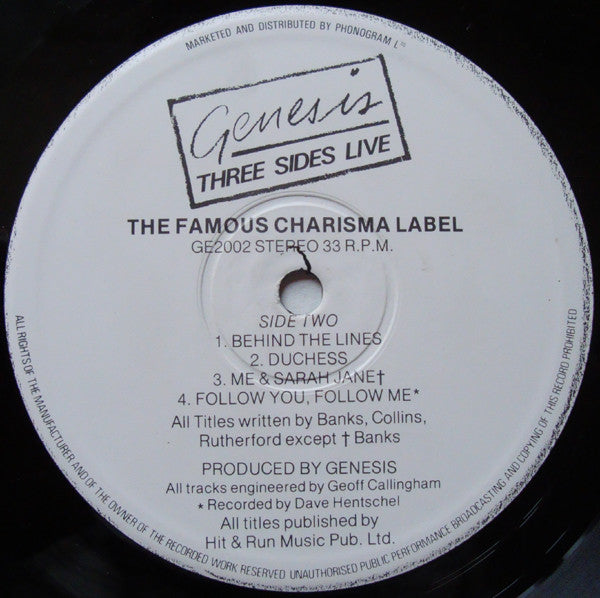 MARKETED AND DISTRIBUTED BY PHONOGRAM LTD
Genesis
THREE SIDES LIVE
THE FAMOUS CHARISMA LABEL
GE2002 STEREO 33 R.P.M.
SIDE TWO
1. BEHIND THE LINES
2. DUCHESS
3. ME & SARAH JANE†
4. FOLLOW YOU, FOLLOW ME*
All Titles written by Banks, Collins,
Rutherford except † Banks
PRODUCED BY GENESIS
All tracks engineered by Geoff Callingham
* Recorded by Dave Hentschel
All titles published by
Hit & Run Music Pub. Ltd.
ALL RIGHTS OF THE MANUFACTURER AND OF THE OWNER OF THE RECORDED WORK RESERVED UNAUTHORISED PUBLIC PERFORMANCE BROADCASTING AND COPYING OF THIS RECORD PROHIBITED